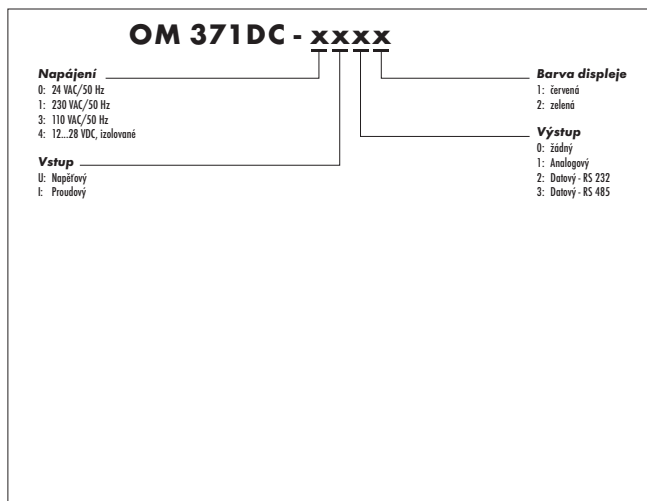 OM 371DC - xxxx
Napájení
0: 24 VAC/50 Hz
1: 230 VAC/50 Hz
3: 110 VAC/50 Hz
4: 12...28 VDC, izolované
Vstup
U: Napěťový
I: Proudový
Barva displeje
1: červená
2: zelená
Výstup
0: žádný
1: Analogový
2: Datový - RS 232
3: Datový - RS 485